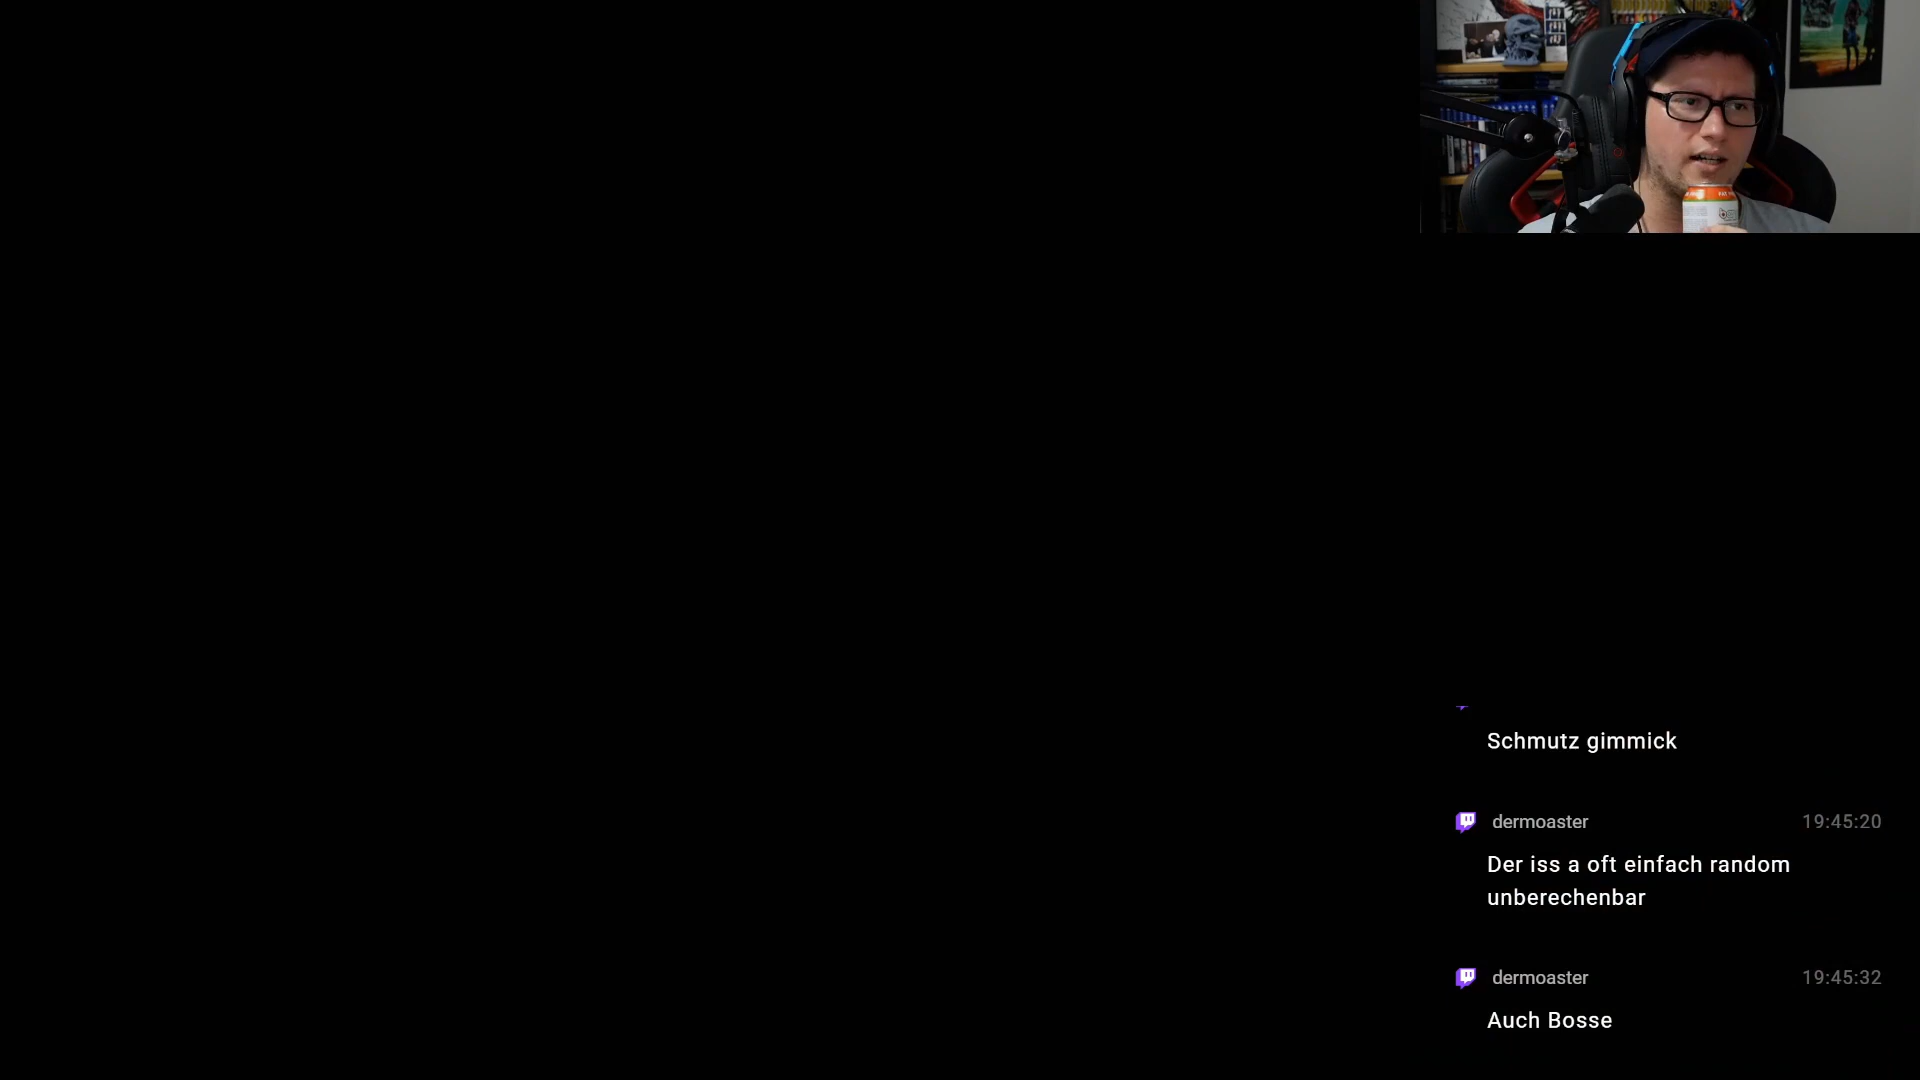 Schmutz gimmick
dermoaster 19:45:20
Der iss a oft einfach random
unberechenbar
dermoaster 19:45:32
Auch Bosse